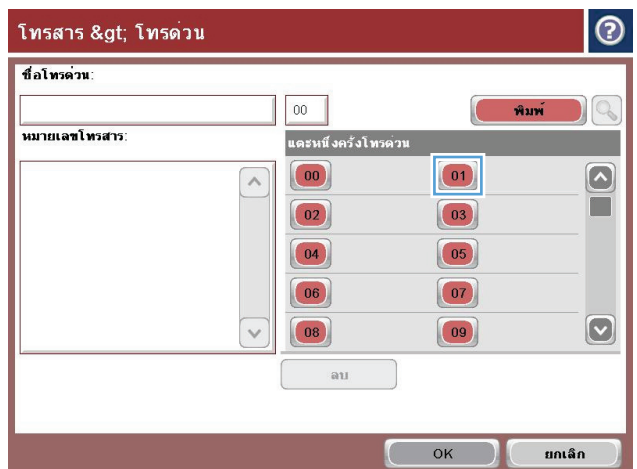 โทรสาร &gt; โทรด่วน
?
ชื่อโทรด่วน:
00
พิมพ์
หมายเลขโทรสาร:
แตะหนึ่งครั้งโทรด่วน
00 01
02 03
04 05
06 07
08 09
ลบ
OK ยกเลิก